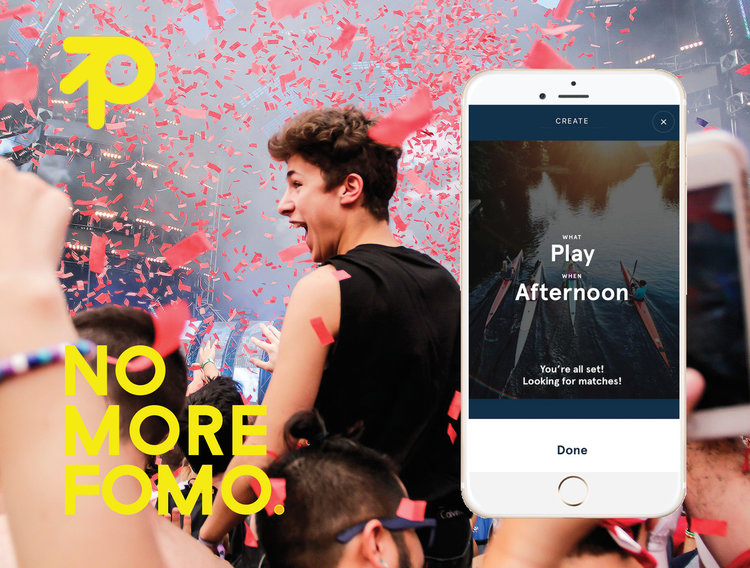 NO
MORE
FOMO.
CREATE
WHAT
Play
WHEN
Afternoon
You're all set!
Looking for matches!
Done